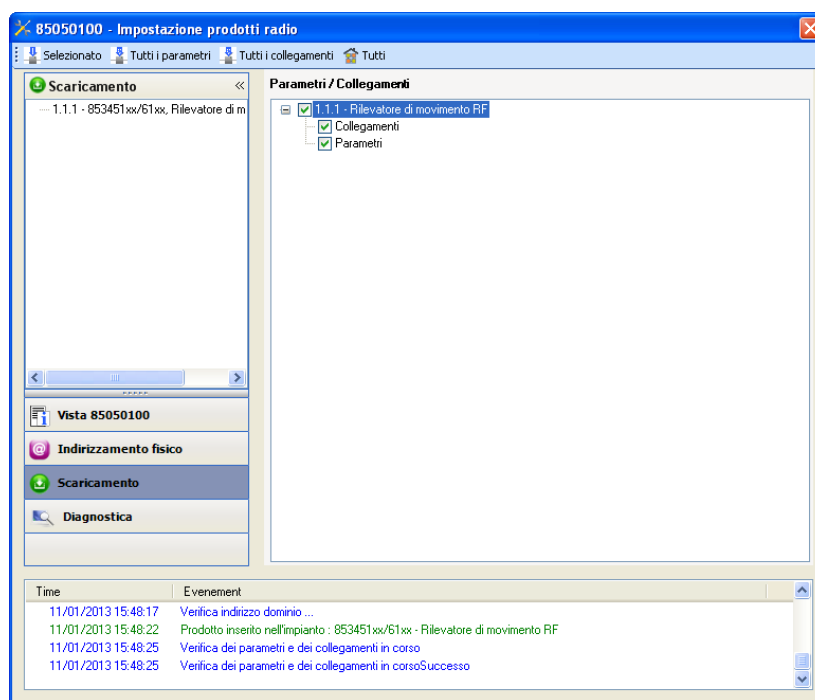 85050100 - Impostazione prodotti radio
Selezionato Tutti i parametri Tutti i collegamenti Tutti
Scaricamento «
1.1.1 - 853451xx/61xx, Rilevatore di m
Parametri / Collegamenti
1.1.1 - Rilevatore di movimento RF
Collegamenti
Parametri
Vista 85050100
Indirizzamento fisico
Scaricamento
Diagnostica
Time Evenement
11/01/2013 15:48:17 Verifica indirizzo dominio ...
11/01/2013 15:48:22 Prodotto inserito nell'impianto : 853451xx/61xx - Rilevatore di movimento RF
11/01/2013 15:48:25 Verifica dei parametri e dei collegamenti in corso
11/01/2013 15:48:25 Verifica dei parametri e dei collegamenti in corsoSuccesso